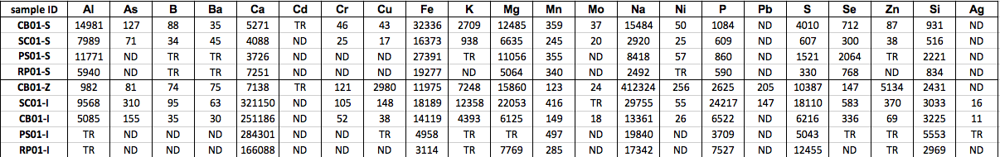 sample ID Al As B Ba Ca Cd Cr Cu Fe K Mg Mn Mo Na Ni P Pb S Se Zn Si Ag
CB01-S 14981 127 88 35 5271 TR 46 43 32336 2709 12485 359 37 15484 50 1084 ND 4010 712 87 931 ND
SC01-S 7989 71 34 45 4088 ND 25 17 16373 938 6635 245 20 2920 25 609 ND 607 300 38 516 ND
PS01-S 11771 ND TR TR 3726 ND ND ND 27391 TR 11056 355 ND 8418 57 860 ND 1521 2064 TR 2221 ND
RP01-S 5940 ND TR TR 7251 ND ND ND 19277 ND 5064 340 ND 2492 TR 590 ND 330 768 ND 834 ND
CB01-Z 982 81 74 75 7138 TR 121 2980 11975 7248 15860 123 24 412324 256 2625 205 10387 147 5134 2431 ND
SC01-I 9568 310 95 63 321150 ND 105 148 18189 12358 22053 416 TR 29755 55 24217 147 18110 583 370 3033 16
CB01-I 5085 155 35 30 251186 ND 52 38 14119 4393 6125 149 18 13361 26 6522 ND 6216 336 69 3225 11
PS01-I TR ND ND ND 284301 ND ND TR 4958 TR TR 497 ND 19840 ND 3709 ND 5043 TR TR 5553 TR
RP01-I TR ND ND ND 166088 ND ND ND 3114 TR 7769 269 ND 17342 ND 7527 ND 12455 ND TR 2969 ND